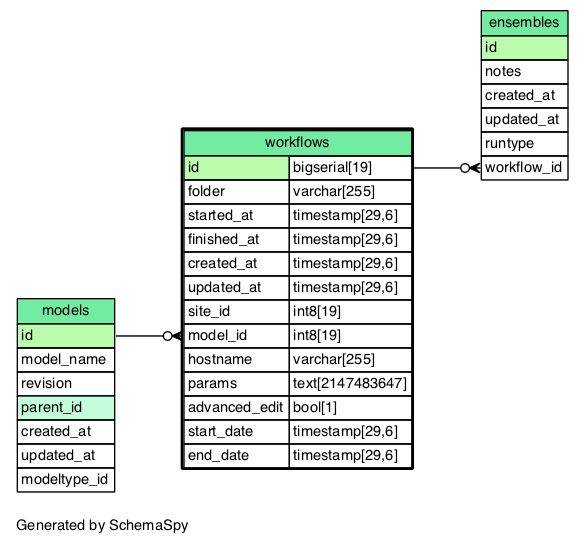 ensembles
id
notes
created_at
updated_at
runtype
workflow_id
workflows
id bigserial[19]
folder varchar[255]
started_at timestamp[29,6]
finished_at timestamp[29,6]
created_at timestamp[29,6]
updated_at timestamp[29,6]
site_id int8[19]
model_id int8[19]
hostname varchar[255]
params text[2147483647]
advanced_edit bool[1]
start_date timestamp[29,6]
end_date timestamp[29,6]
models
id
model_name
revision
parent_id
created_at
updated_at
modeltype_id
Generated by SchemaSpy